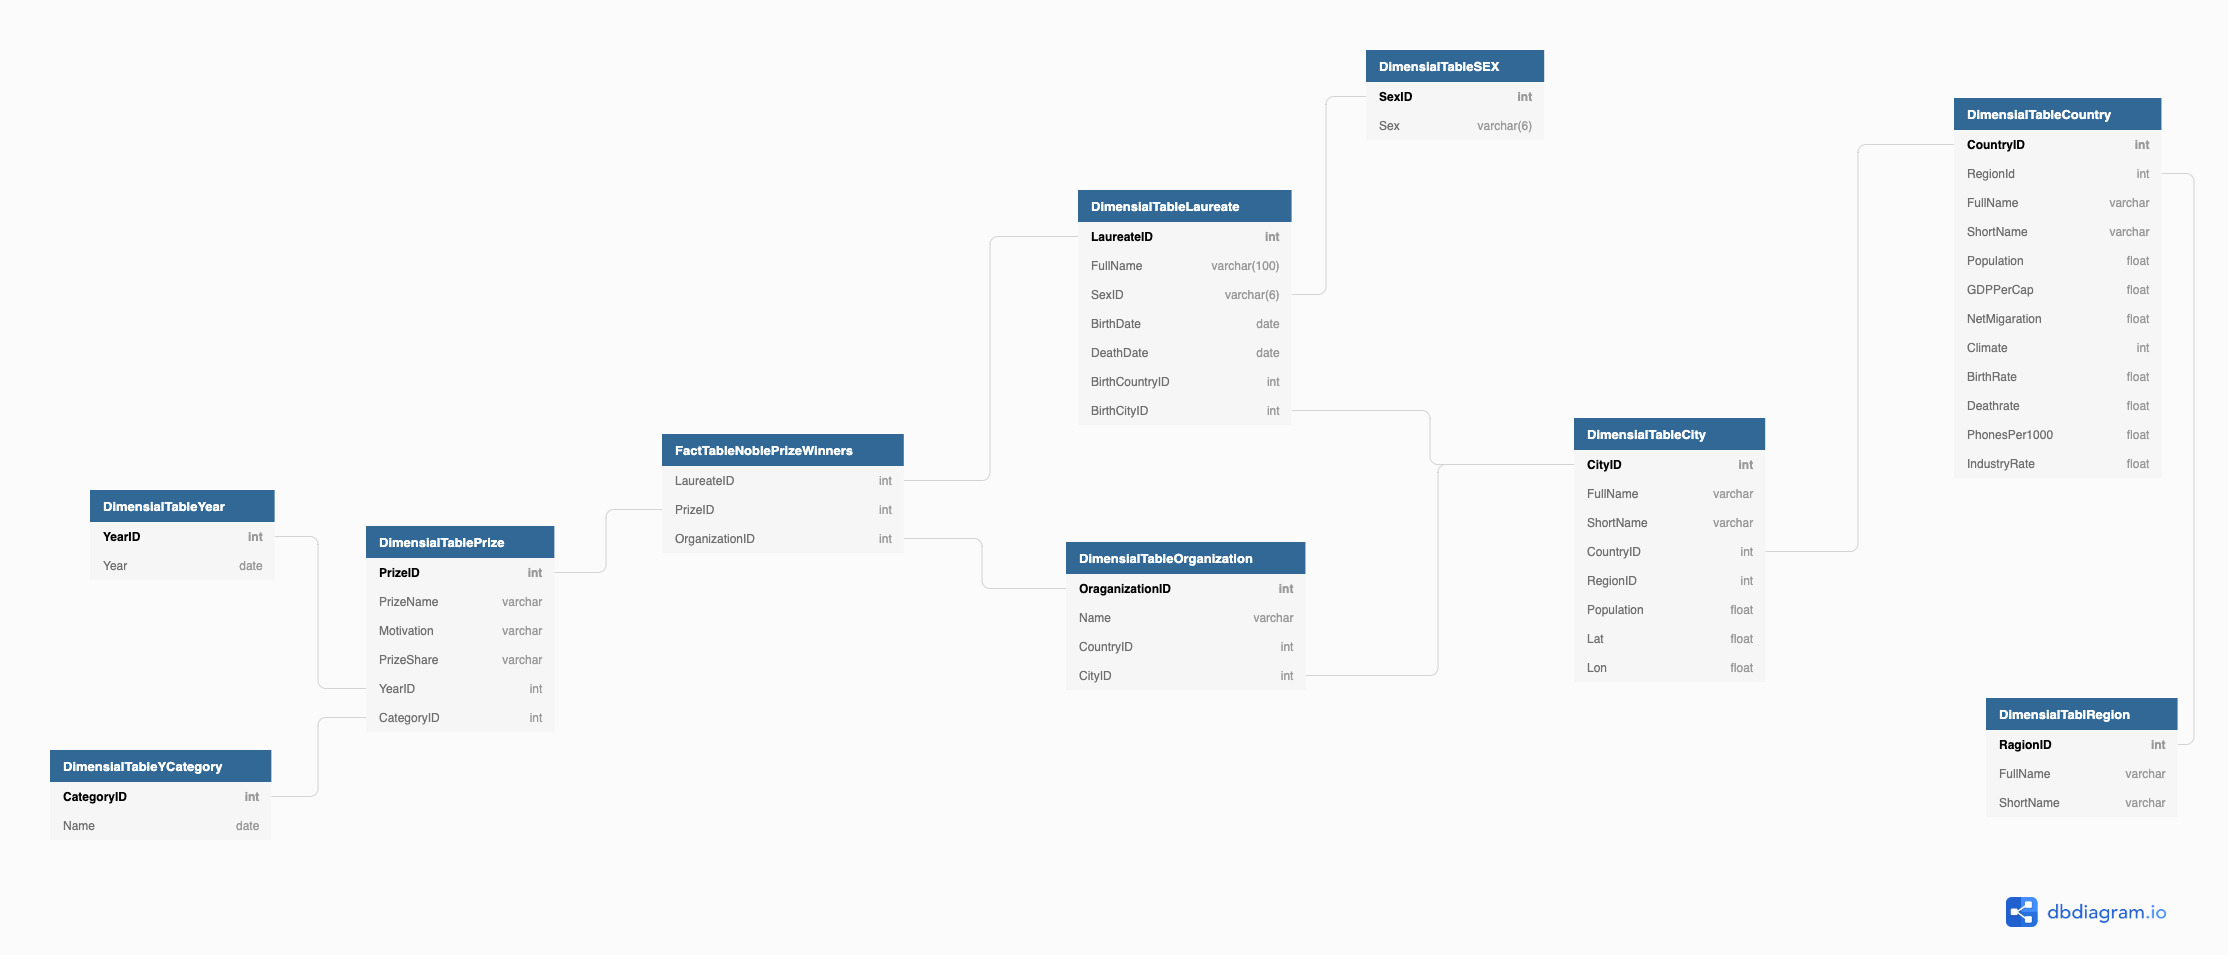 DimensialTableSEX
SexID int
Sex varchar(6)
DimensialTableCountry
CountryID int
RegionId int
FullName varchar
ShortName varchar
Population float
GDPPerCap float
NetMigaration float
Climate int
BirthRate float
Deathrate float
PhonesPer1000 float
IndustryRate float
DimensialTableLaureate
LaureateID int
FullName varchar(100)
SexID varchar(6)
BirthDate date
DeathDate date
BirthCountryID int
BirthCityID int
DimensialTableCity
CityID int
FullName varchar
ShortName varchar
CountryID int
RegionID int
Population float
Lat float
Lon float
FactTableNoblePrizeWinners
LaureateID int
PrizeID int
OrganizationID int
DimensialTableYear
YearID int
Year date
DimensialTablePrize
PrizeID int
PrizeName varchar
Motivation varchar
PrizeShare varchar
YearID int
CategoryID int
DimensialTableOrganization
OraganizationID int
Name varchar
CountryID int
CityID int
DimensialTablRegion
RagionID int
FullName varchar
ShortName varchar
DimensialTableYCategory
CategoryID int
Name date
dbdiagram.io